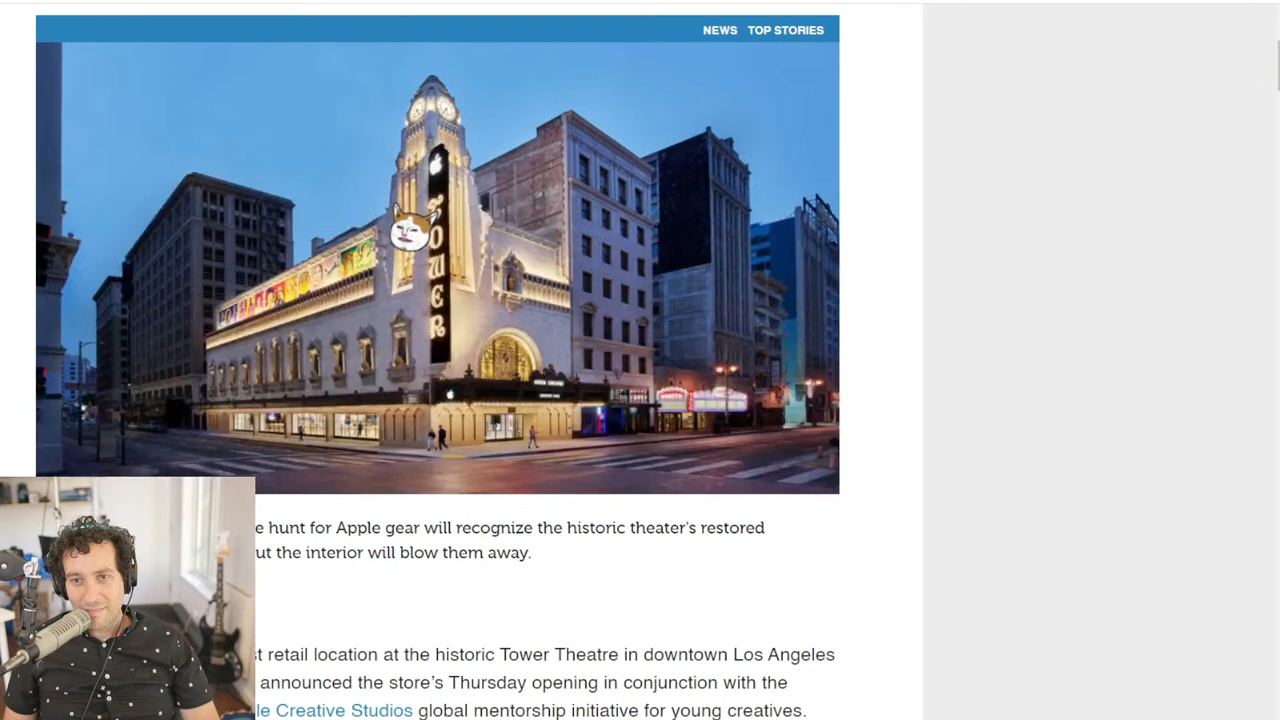 NEWS TOP STORIES
TOWER
e hunt for Apple gear will recognize the historic theater's restored
ut the interior will blow them away.
t retail location at the historic Tower Theatre in downtown Los Angeles
announced the store's Thursday opening in conjunction with the
le Creative Studios global mentorship initiative for young creatives.